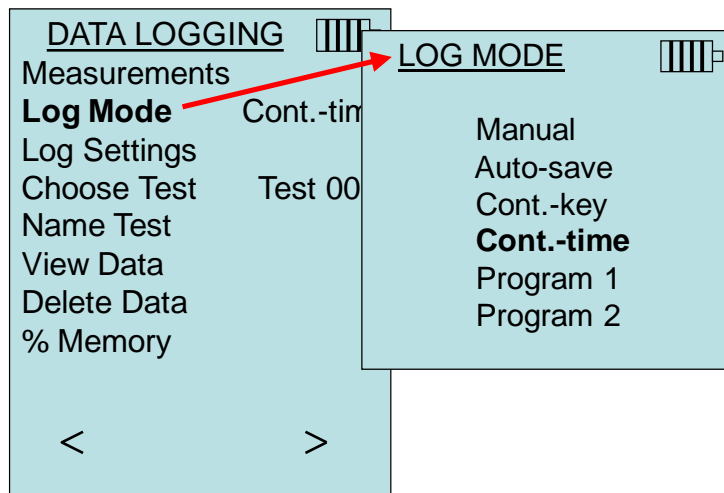 DATA LOGGING
Measurements
Log Mode Cont.-tim
Log Settings
Choose Test Test 00
Name Test
View Data
Delete Data
% Memory
< >
LOG MODE
Manual
Auto-save
Cont.-key
Cont.-time
Program 1
Program 2